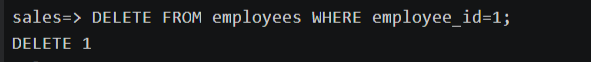 sales=> DELETE FROM employees WHERE employee_id=1;
DELETE 1